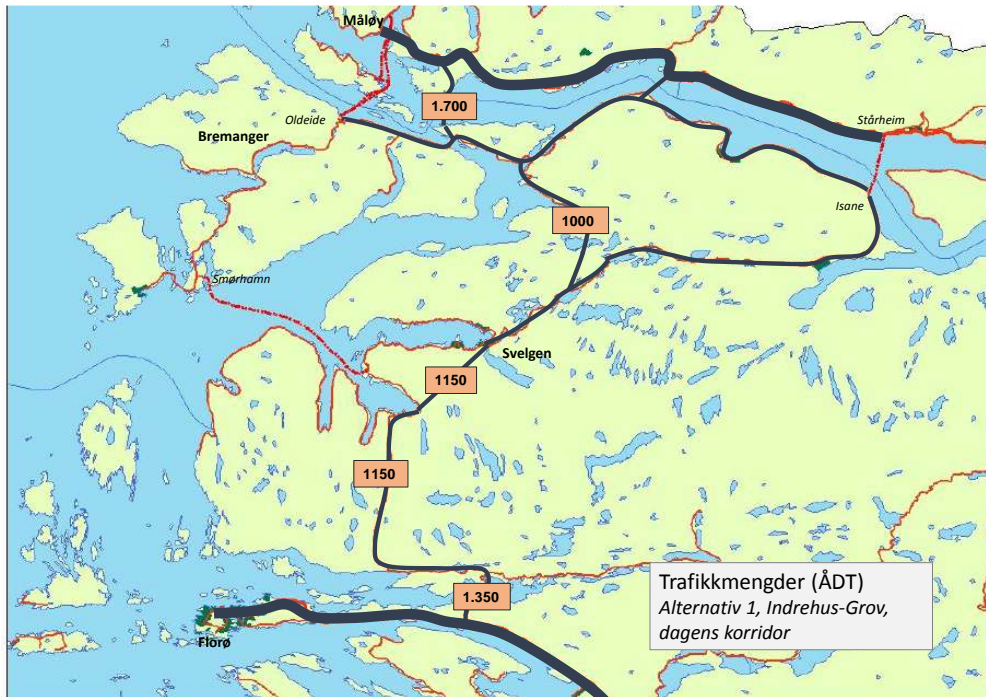 Måløy
1.700
Oldeide
Bremanger
Stårheim
1000
Isane
Smørhamn
Svelgen
1150
1150
1.350
Florø
Trafikkmengder (ÅDT)
Alternativ 1, Indrehus-Grov,
dagens korridor